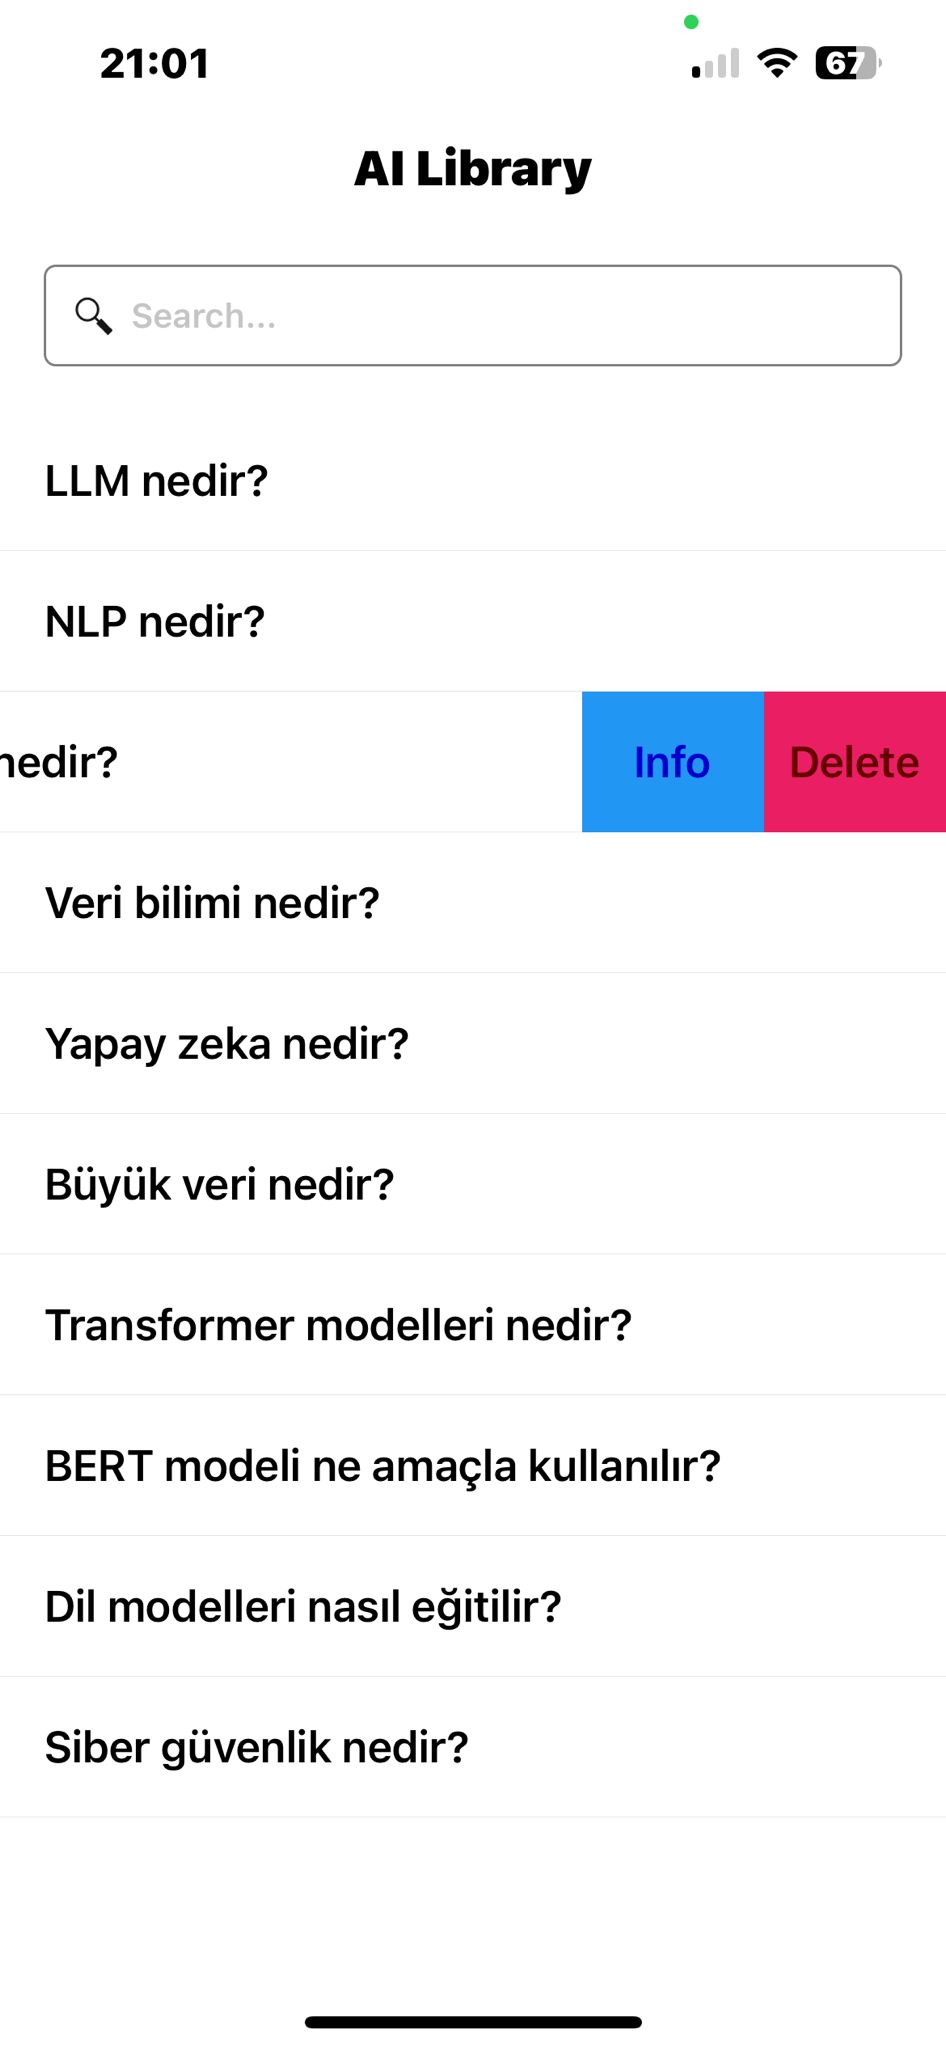 21:01
67
AI Library
Search...
LLM nedir?
NLP nedir?
nedir? Info Delete
Veri bilimi nedir?
Yapay zeka nedir?
Büyük veri nedir?
Transformer modelleri nedir?
BERT modeli ne amaçla kullanılır?
Dil modelleri nasıl eğitilir?
Siber güvenlik nedir?